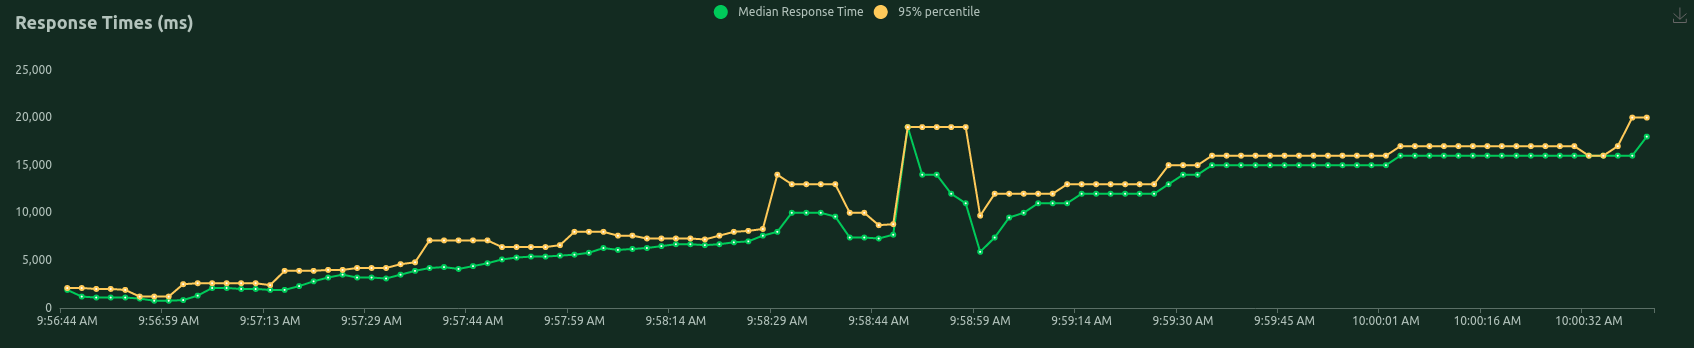 Response Times (ms)
Median Response Time 95% percentile
25,000
20,000
15,000
10,000
5,000
0
9:56:44 AM 9:56:59 AM 9:57:13 AM 9:57:29 AM 9:57:44 AM 9:57:59 AM 9:58:14 AM 9:58:29 AM 9:58:44 AM 9:58:59 AM 9:59:14 AM 9:59:30 AM 9:59:45 AM 10:00:01 AM 10:00:16 AM 10:00:32 AM